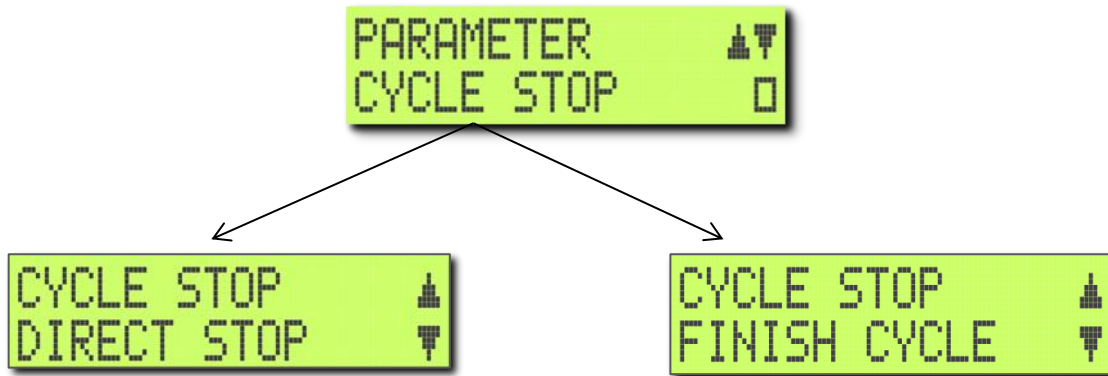 PARAMETER
CYCLE STOP
CYCLE STOP
DIRECT STOP
CYCLE STOP
FINISH CYCLE